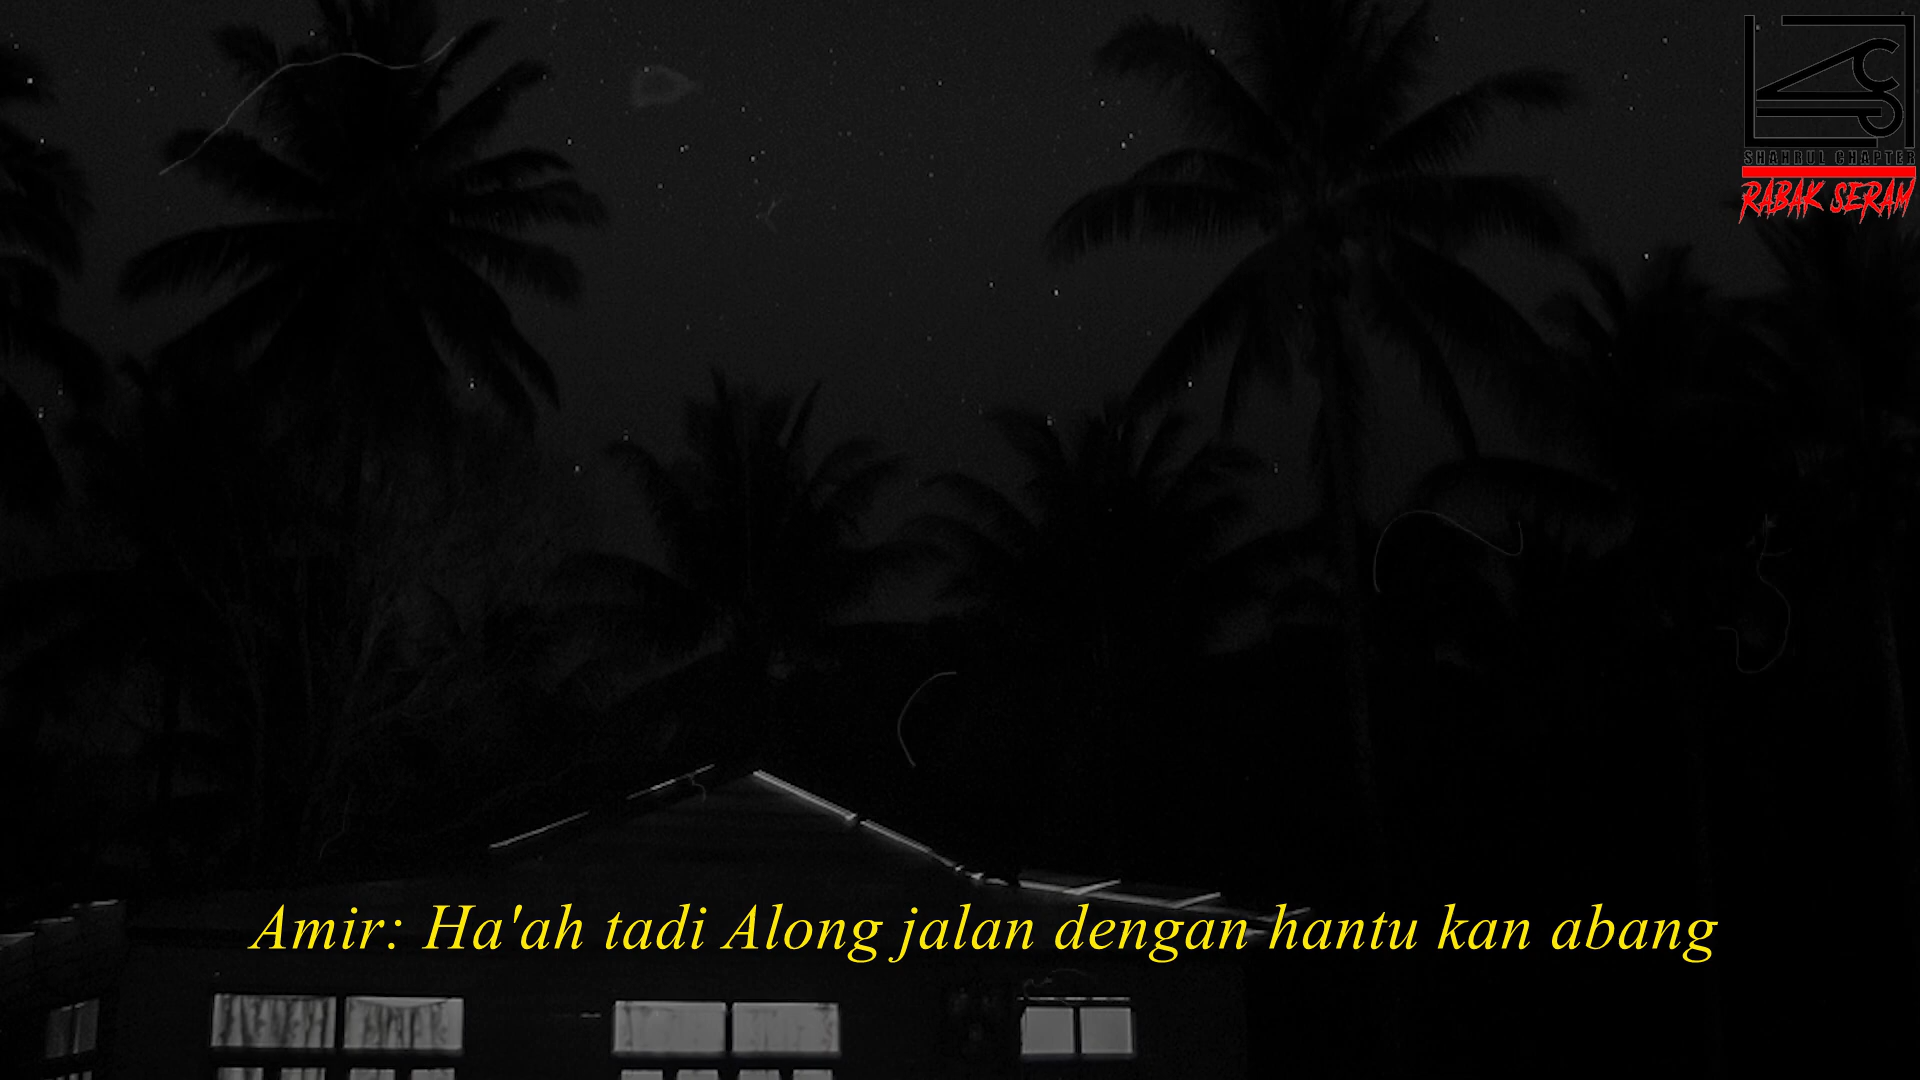 SHAHRUL CHAPTER
RABAK SERAM
Amir: Ha'ah tadi Along jalan dengan hantu kan abang